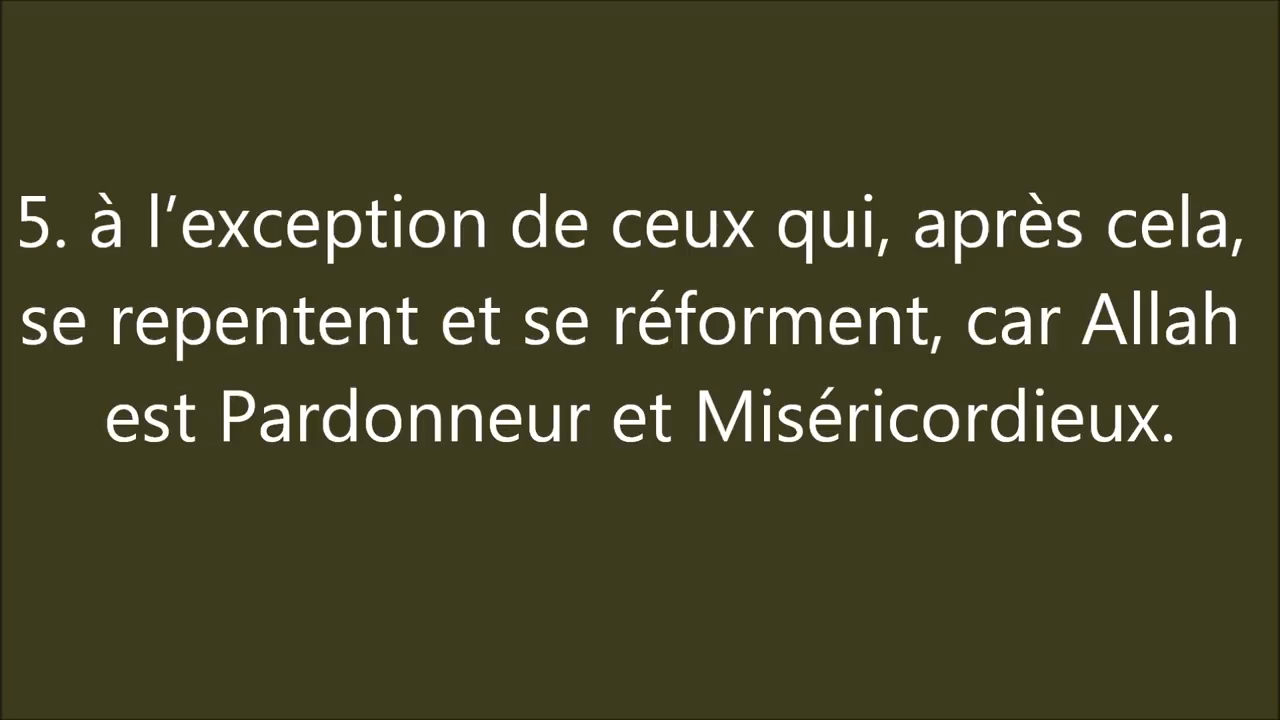 5. à l’exception de ceux qui, après cela,
se repentent et se réforment, car Allah
est Pardonneur et Miséricordieux.